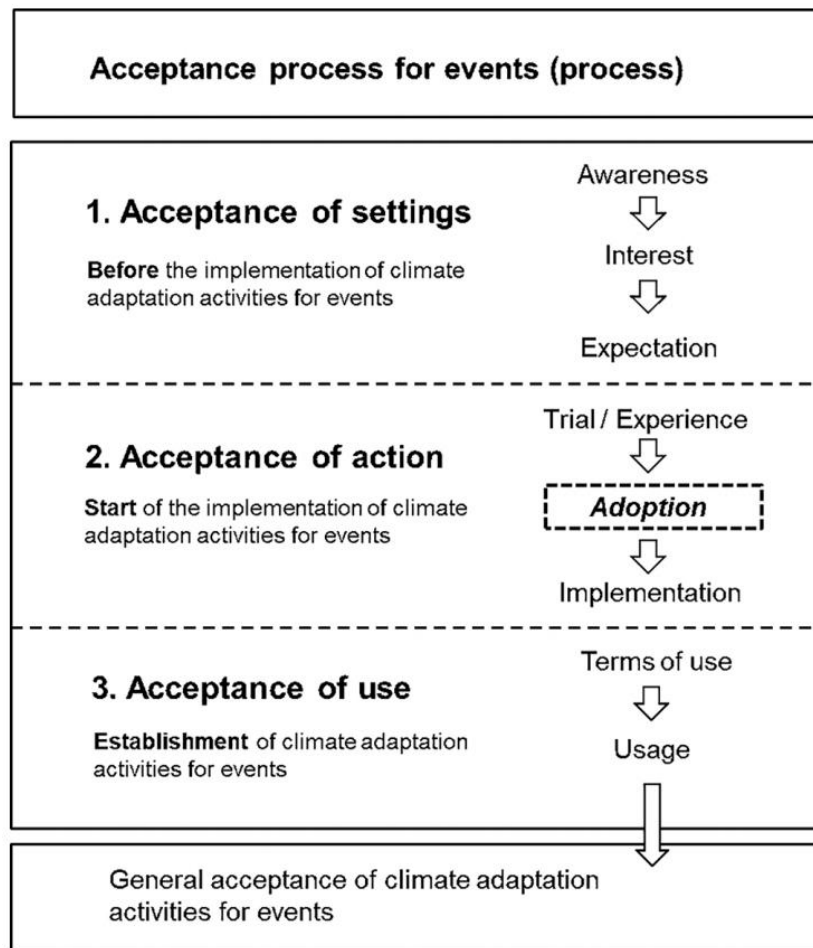 Acceptance process for events (process)
1. Acceptance of settings
Before the implementation of climate
adaptation activities for events
Awareness
Interest
Expectation
2. Acceptance of action
Start of the implementation of climate
adaptation activities for events
Trial / Experience
Adoption
Implementation
3. Acceptance of use
Establishment of climate adaptation
activities for events
Terms of use
Usage
General acceptance of climate adaptation
activities for events